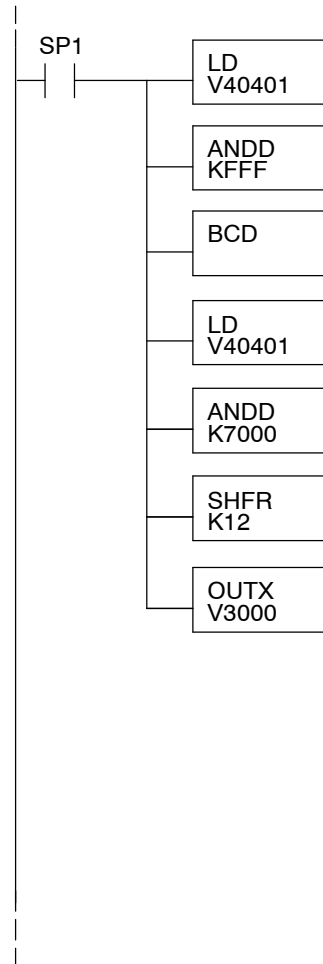 SP1
LD
V40401
ANDD
KFFF
BCD
LD
V40401
ANDD
K7000
SHFR
K12
OUTX
V3000